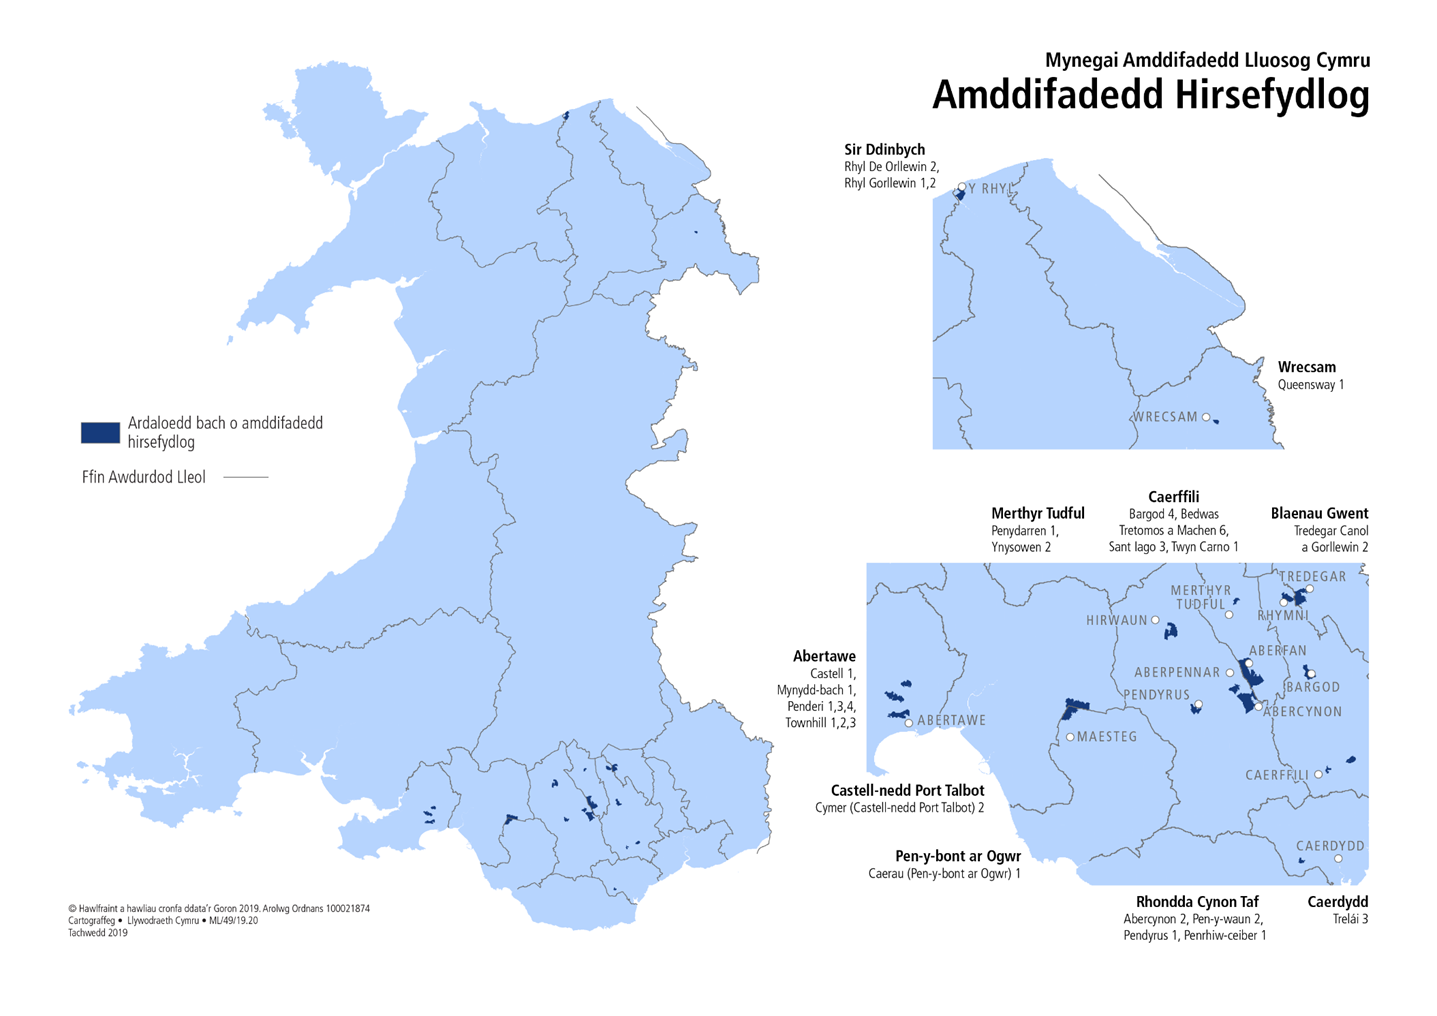 Mynegai Amddifadedd Lluosog Cymru
Amddifadedd Hirsefydlog
Sir Ddinbych
Rhyl De Orllewin 2,
Rhyl Gorllewin 1,2
Y RHYL
Wrecsam
Queensway 1
WRECSAM
Ardaloedd bach o amddifadedd
hirsefydlog
Ffin Awdurdod Lleol
Merthyr Tudful
Penydarren 1,
Ynysowen 2
Caerffili
Bargod 4, Bedwas
Tretomos a Machen 6,
Sant Iago 3, Twyn Carno 1
Blaenau Gwent
Tredegar Canol
a Gorllewin 2
TREDEGAR
MERTHYR
TUDFUL
RHYMNI
HIRWAUN
ABERFAN
ABERPENNAR
BARGOD
PENDYRUS
ABERCYNON
ABERTAWE
MAESTEG
CAERFFILI
CAERDYDD
Abertawe
Castell 1,
Mynydd-bach 1,
Penderi 1,3,4,
Townhill 1,2,3
Castell-nedd Port Talbot
Cymer (Castell-nedd Port Talbot) 2
Pen-y-bont ar Ogwr
Caerau (Pen-y-bont ar Ogwr) 1
Rhondda Cynon Taf
Abercynon 2, Pen-y-waun 2,
Pendyrus 1, Penrhiw-ceiber 1
Caerdydd
Trelái 3
© Hawlfraint a hawliau cronfa ddata'r Goron 2019. Arolwg Ordnans 100021874
Cartograffeg • Llywodraeth Cymru • ML/49/19.20
Tachwedd 2019